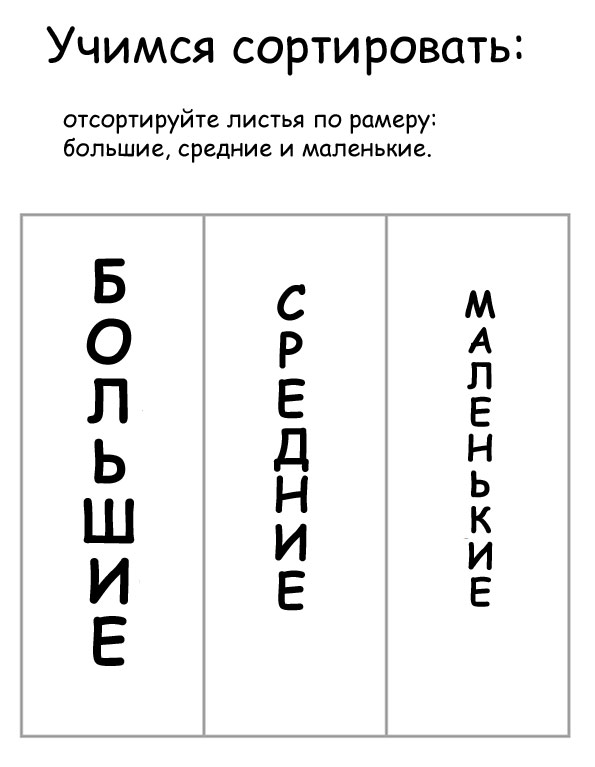 Учимся сортировать:
отсортируйте листья по рамеру:
большие, средние и маленькие.
БОЛЬШИЕ
СРЕДНИЕ
МАЛЕНЬКИЕ